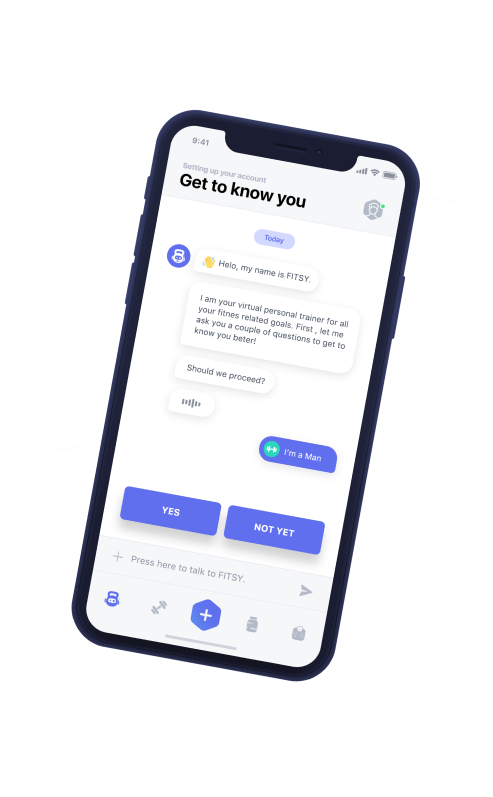 9:41
Setting up your account
Get to know you
Today
👋 Helo, my name is FITSY.
I am your virtual personal trainer for all
your fitnes related goals. First , let me
ask you a couple of questions to get to
know you beter!
Should we proceed?
I'm a Man
YES
NOT YET
Press here to talk to FITSY.